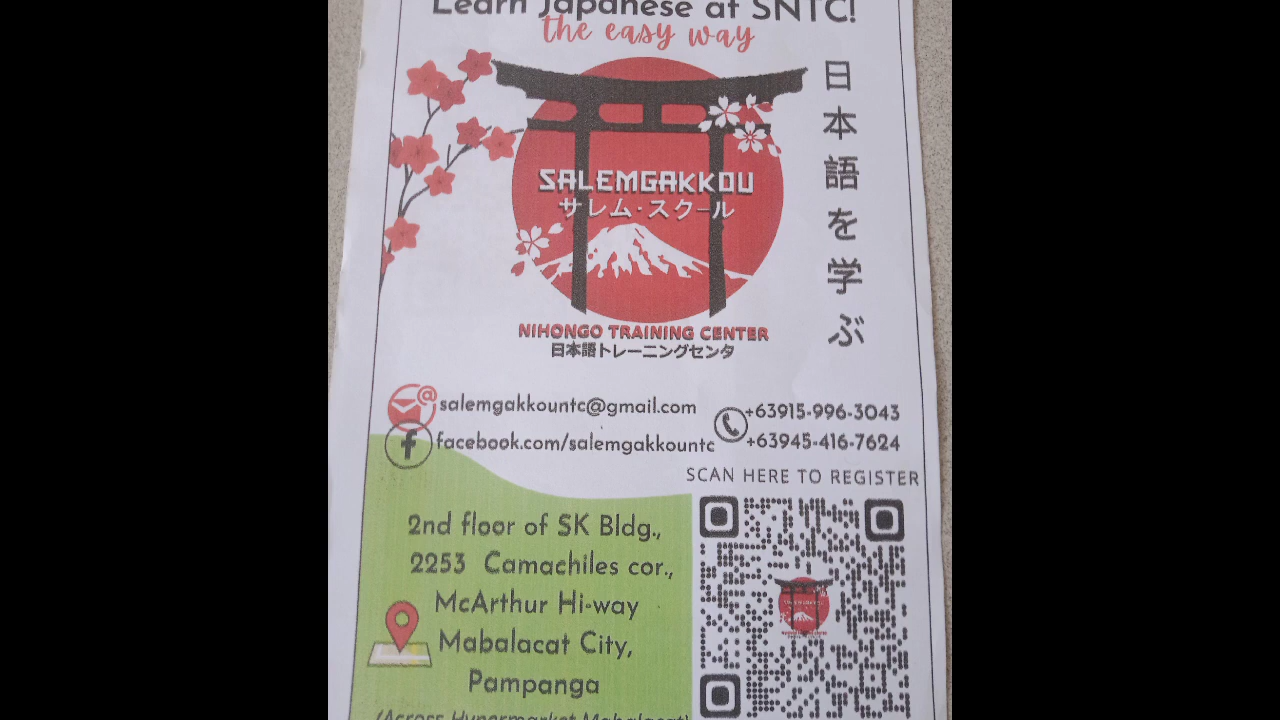 Learn Japanese at SNTC!
the easy way
日本語を学ぶ
SALEMGAKKOU
サレム・スクール
NIHONGO TRAINING CENTER
日本語トレーニングセンタ
salemgakkountc@gmail.com
facebook.com/salemgakkountc
+63915-996-3043
+63945-416-7624
SCAN HERE TO REGISTER
2nd floor of SK Bldg.,
2253 Camachiles cor.,
McArthur Hi-way
Mabalacat City,
Pampanga
(Across Hypermarket Mabalacat)